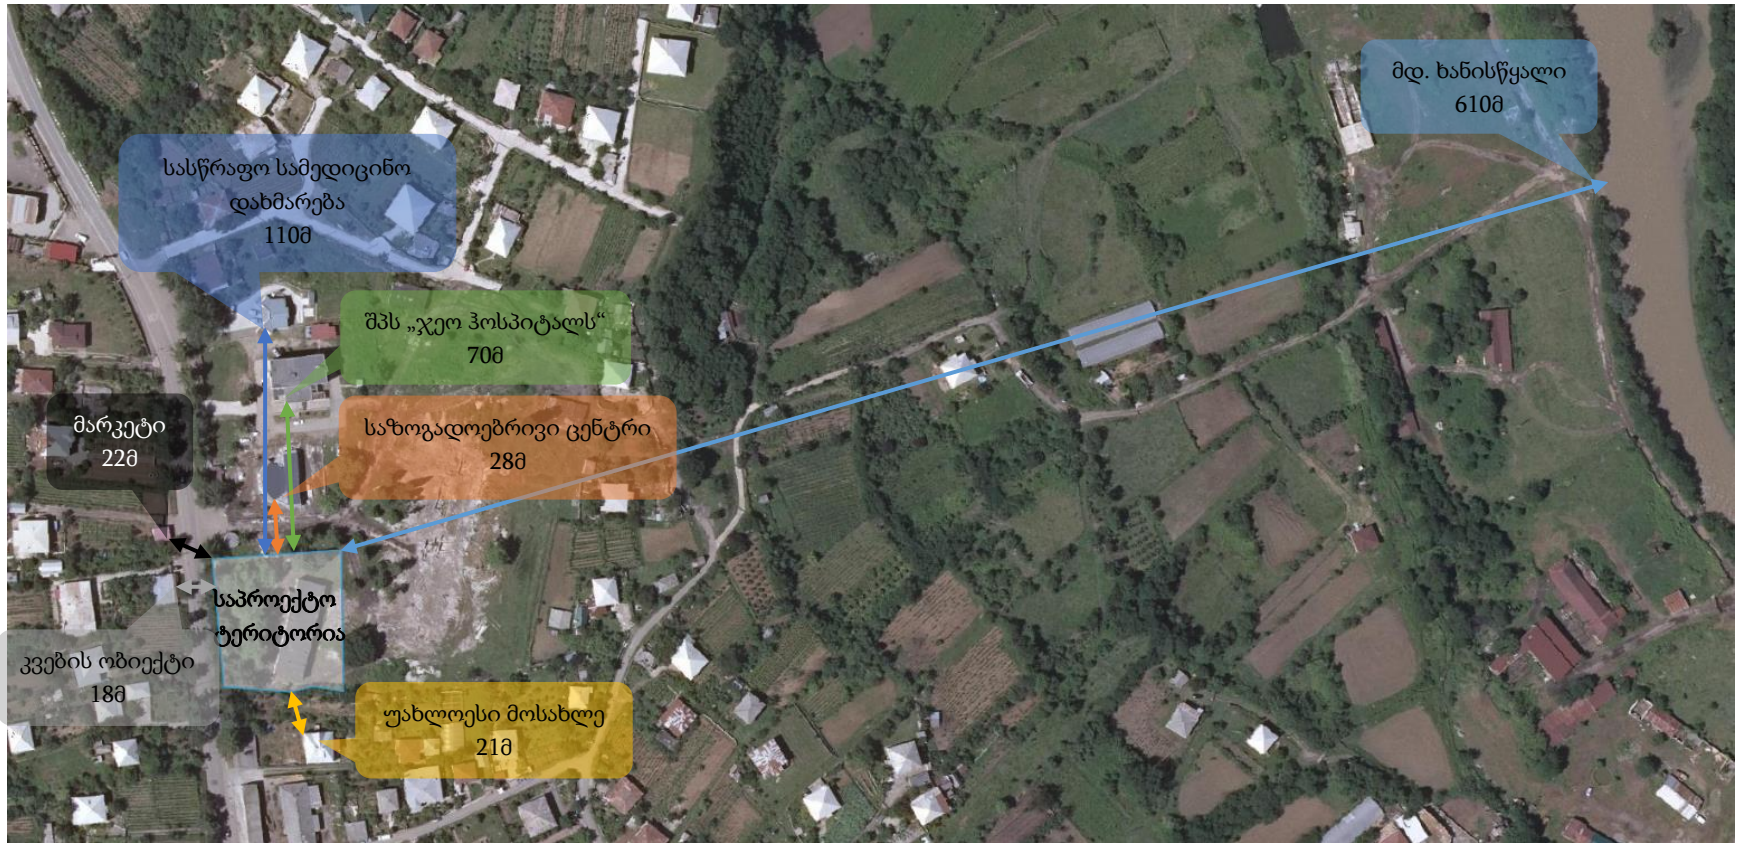 მდ. ხანისწყალი
610მ
სასწრაფო სამედიცინო
დახმარება
110მ
შპს „ჯეო ჰოსპიტალს“
70მ
მარკეტი
22მ
საზოგადოებრივი ცენტრი
28მ
საპროექტო
ტერიტორია
კვების ობიექტი
18მ
უახლოესი მოსახლე
21მ